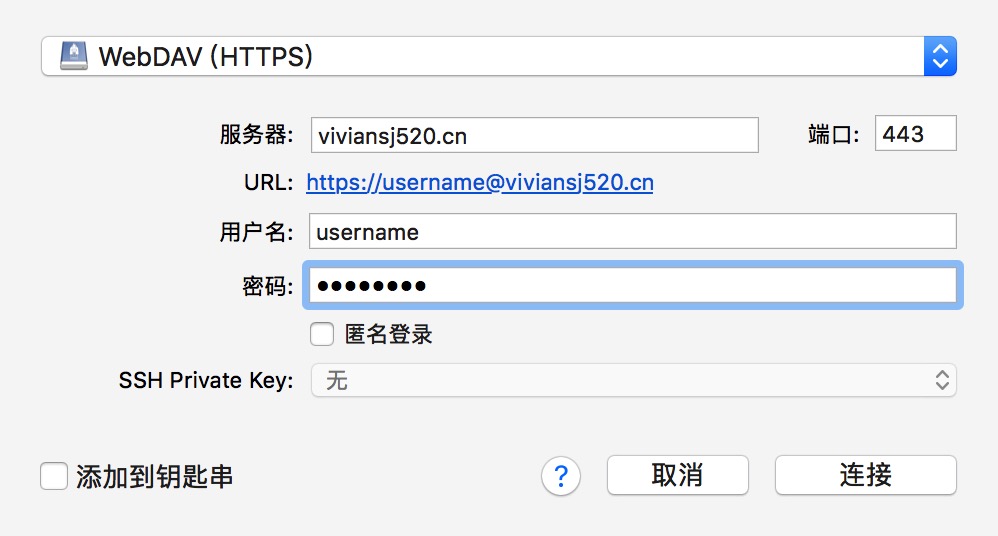 WebDAV (HTTPS)
服务器: viviansj520.cn 端口: 443
URL: https://username@viviansj520.cn
用户名: username
密码: ••••••••
匿名登录
SSH Private Key: 无
添加到钥匙串 ? 取消 连接